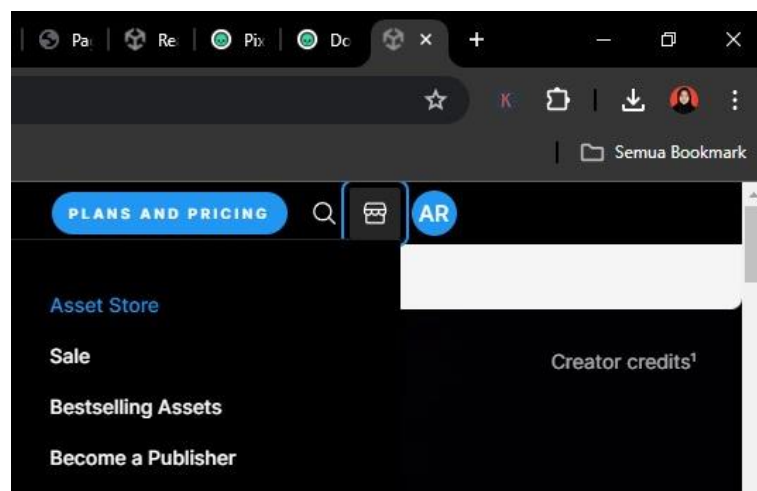 Pa Re Pix Do
K
Semua Bookmark
PLANS AND PRICING AR
Asset Store
Sale
Creator credits¹
Bestselling Assets
Become a Publisher